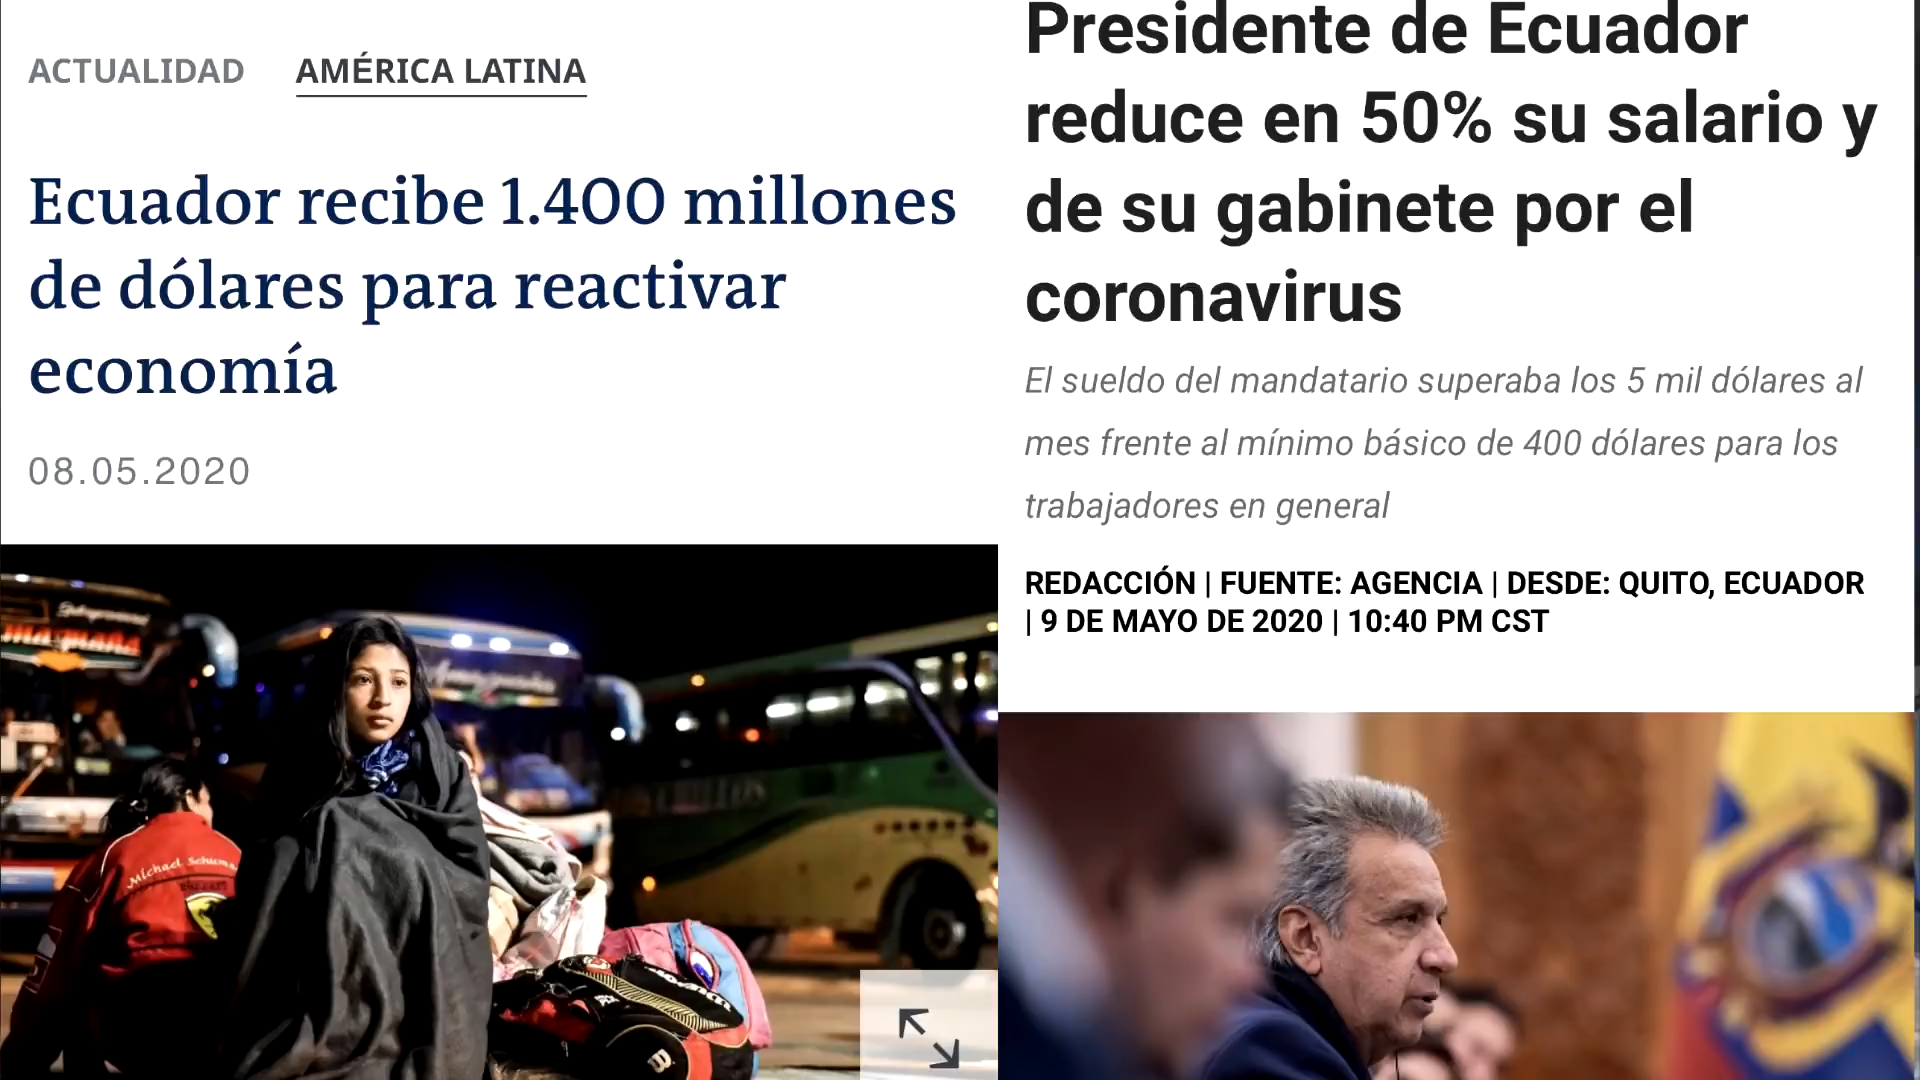 ACTUALIDAD AMÉRICA LATINA
Ecuador recibe 1.400 millones
de dólares para reactivar
economía
08.05.2020
Michael Schuma
Presidente de Ecuador
reduce en 50% su salario y
de su gabinete por el
coronavirus
El sueldo del mandatario superaba los 5 mil dólares al
mes frente al mínimo básico de 400 dólares para los
trabajadores en general
REDACCIÓN | FUENTE: AGENCIA | DESDE: QUITO, ECUADOR
| 9 DE MAYO DE 2020 | 10:40 PM CST